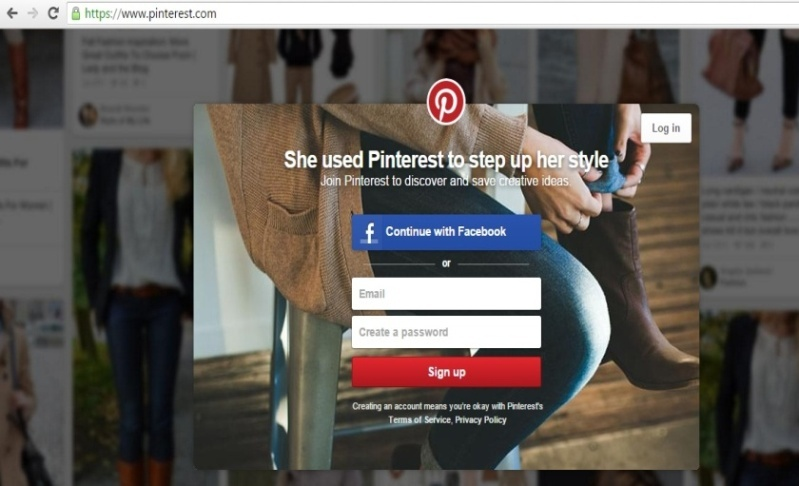 https://www.pinterest.com
Log in
She used Pinterest to step up her style
Join Pinterest to discover and save creative ideas.
f Continue with Facebook
or
Email
Create a password
Sign up
Creating an account means you're okay with Pinterest's
Terms of Service, Privacy Policy